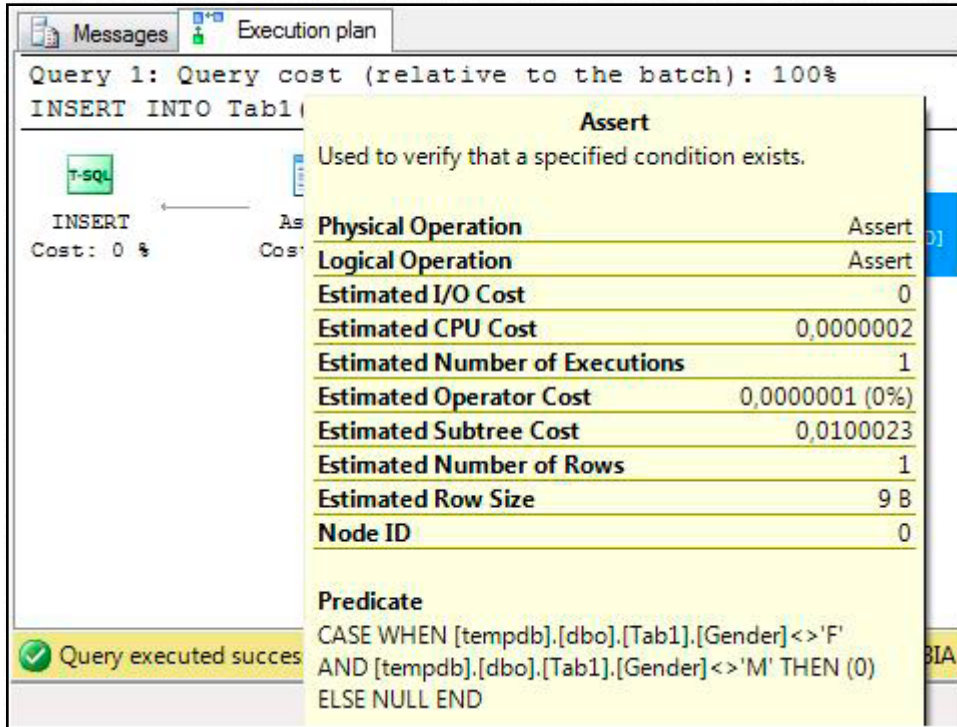 Messages Execution plan
Query 1: Query cost (relative to the batch): 100%
INSERT INTO Tab1(
Assert
Used to verify that a specified condition exists.
T-SQL
INSERT
Cost: 0 %
As
Cos
Physical Operation Assert
Logical Operation Assert
Estimated I/O Cost 0
Estimated CPU Cost 0,0000002
Estimated Number of Executions 1
Estimated Operator Cost 0,0000001 (0%)
Estimated Subtree Cost 0,0100023
Estimated Number of Rows 1
Estimated Row Size 9 B
Node ID 0
Predicate
CASE WHEN [tempdb].[dbo].[Tab1].[Gender]<>'F'
AND [tempdb].[dbo].[Tab1].[Gender]<>'M' THEN (0)
ELSE NULL END
Query executed succes
BIA